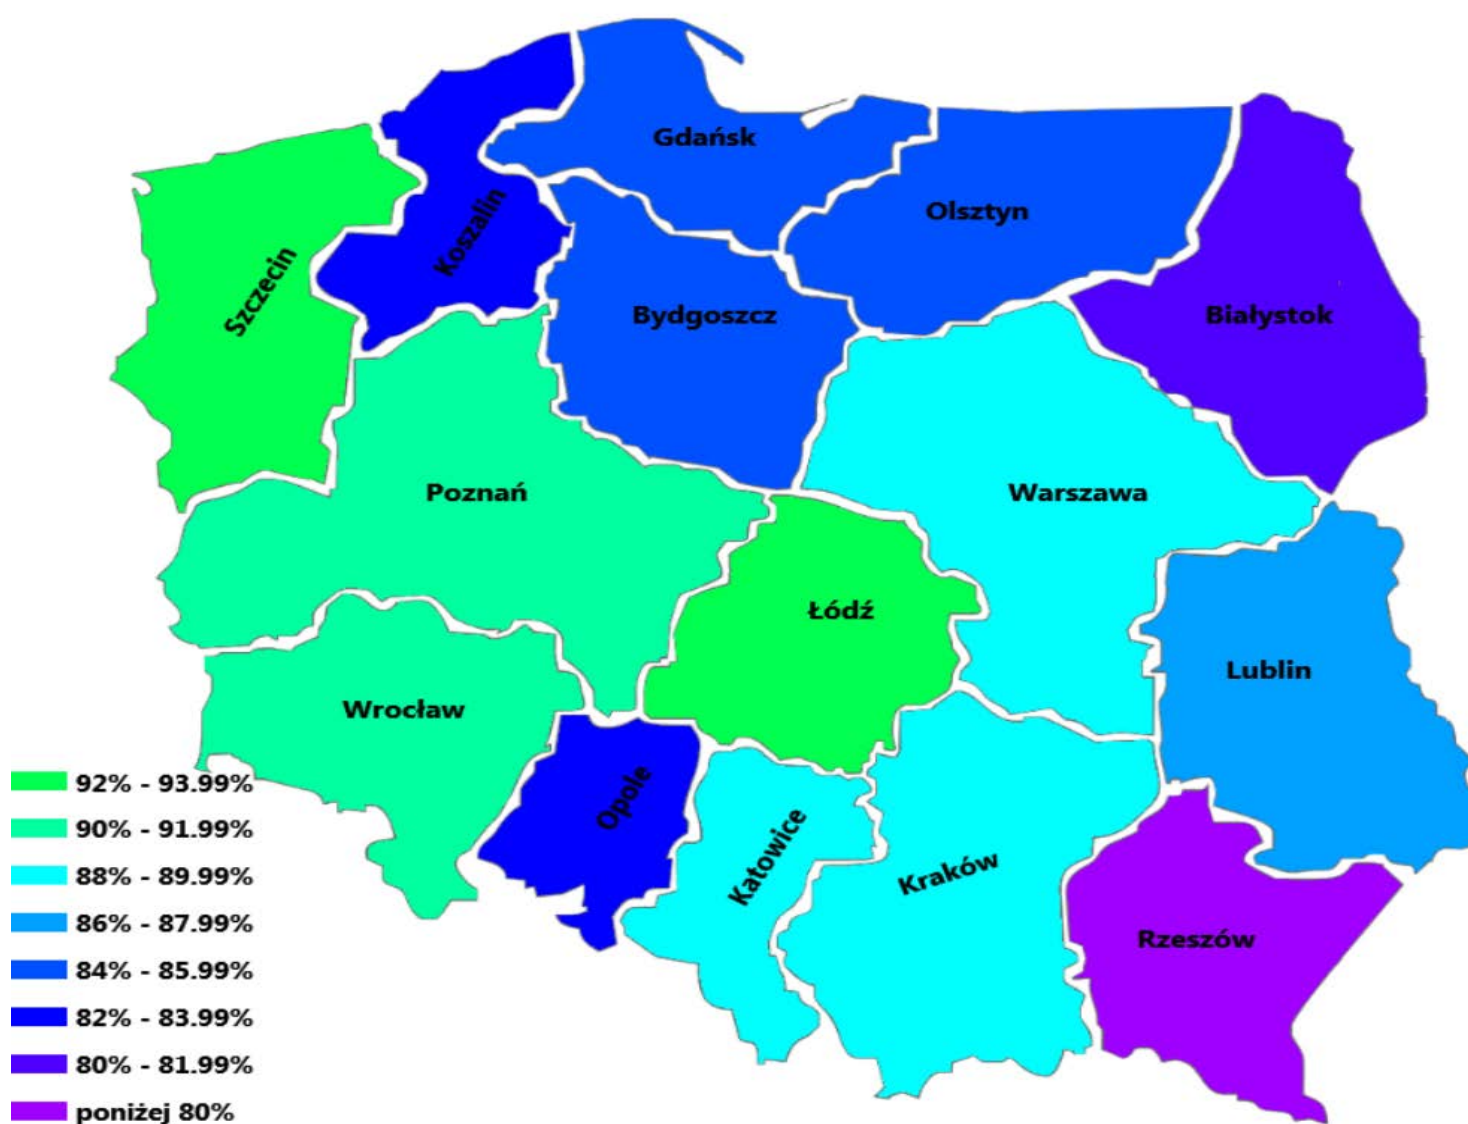 Gdańsk
Olsztyn
Koszalin
Szczecin
Bydgoszcz
Białystok
Poznań
Warszawa
Łódź
Lublin
Wrocław
Opole
Katowice
Kraków
Rzeszów
92% - 93.99%
90% - 91.99%
88% - 89.99%
86% - 87.99%
84% - 85.99%
82% - 83.99%
80% - 81.99%
poniżej 80%